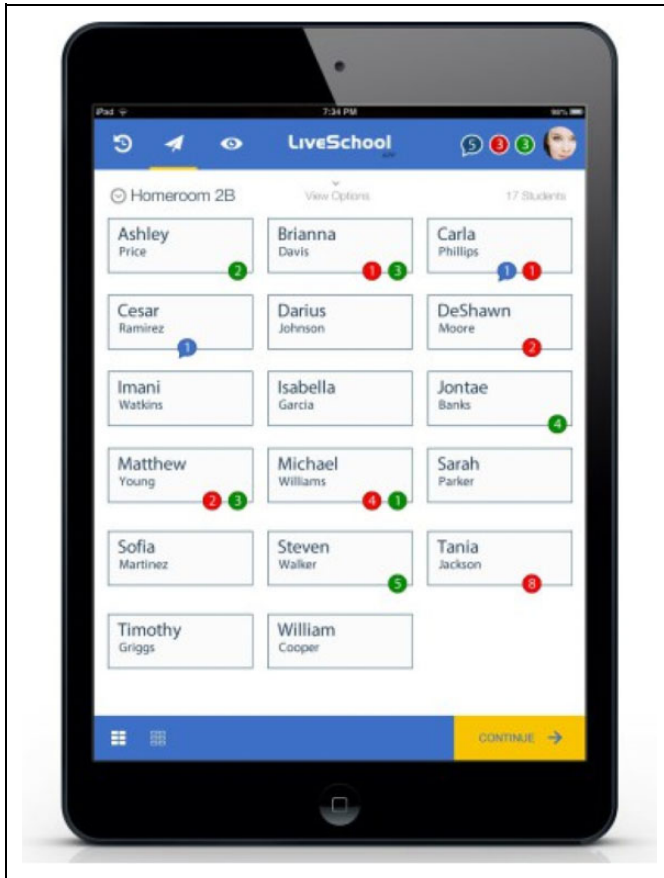 iPad 7:34 PM
LiveSchool 5 3 3
Homeroom 2B View Options 17 Students
Ashley Brianna Carla
Price Davis Phillips
2 1 3 1 1
Cesar Darius DeShawn
Ramirez Johnson Moore
1 2
Imani Isabella Jontae
Watkins Garcia Banks
4
Matthew Michael Sarah
Young Williams Parker
2 3 4 1
Sofia Steven Tania
Martinez Walker Jackson
5 8
Timothy William
Griggs Cooper
CONTINUE